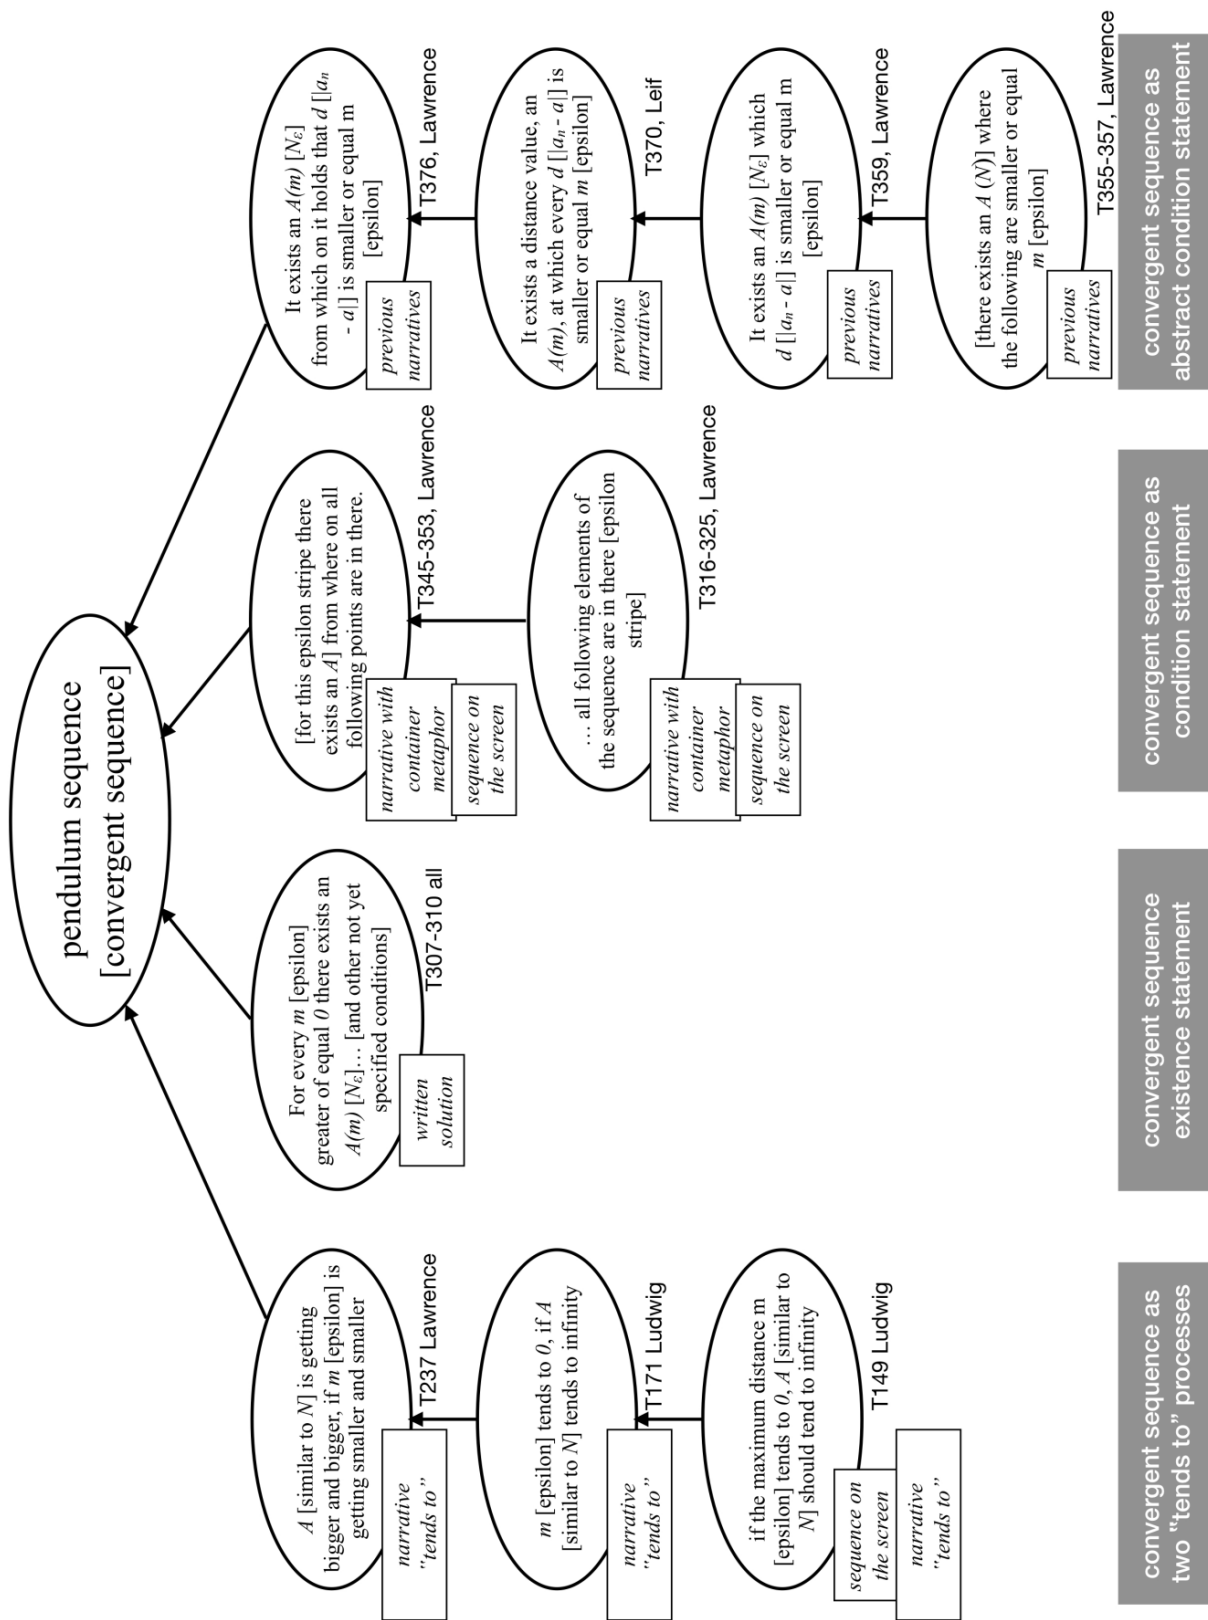 pendulum sequence
[convergent sequence]
A [similar to N] is getting
bigger and bigger, if m [epsilon] is
getting smaller and smaller
narrative
"tends to"
T237 Lawrence
m [epsilon] tends to 0, if A
[similar to N] tends to infinity
narrative
"tends to"
T171 Ludwig
if the maximum distance m
[epsilon] tends to 0, A [similar to
N] should tend to infinity
sequence on
the screen
narrative
"tends to"
T149 Ludwig
convergent sequence as
two "tends to" processes
For every m [epsilon]
greater of equal 0 there exists an
A(m) [Nε]… [and other not yet
specified conditions]
written
solution
T307-310 all
convergent sequence
existence statement
[for this epsilon stripe there
exists an A] from where on all
following points are in there.
narrative with
container
metaphor
sequence on
the screen
T345-353, Lawrence
… all following elements of
the sequence are in there [epsilon
stripe]
narrative with
container
metaphor
sequence on
the screen
T316-325, Lawrence
convergent sequence as
condition statement
It exists an A(m) [Nε]
from which on it holds that d [|an
- a|] is smaller or equal m
[epsilon]
previous
narratives
T376, Lawrence
It exists a distance value, an
A(m), at which every d [|an - a|] is
smaller or equal m [epsilon]
previous
narratives
T370, Leif
It exists an A(m) [Nε] which
d [|an - a|] is smaller or equal m
[epsilon]
previous
narratives
T359, Lawrence
[there exists an A (N)] where
the following are smaller or equal
m [epsilon]
previous
narratives
T355-357, Lawrence
convergent sequence as
abstract condition statement